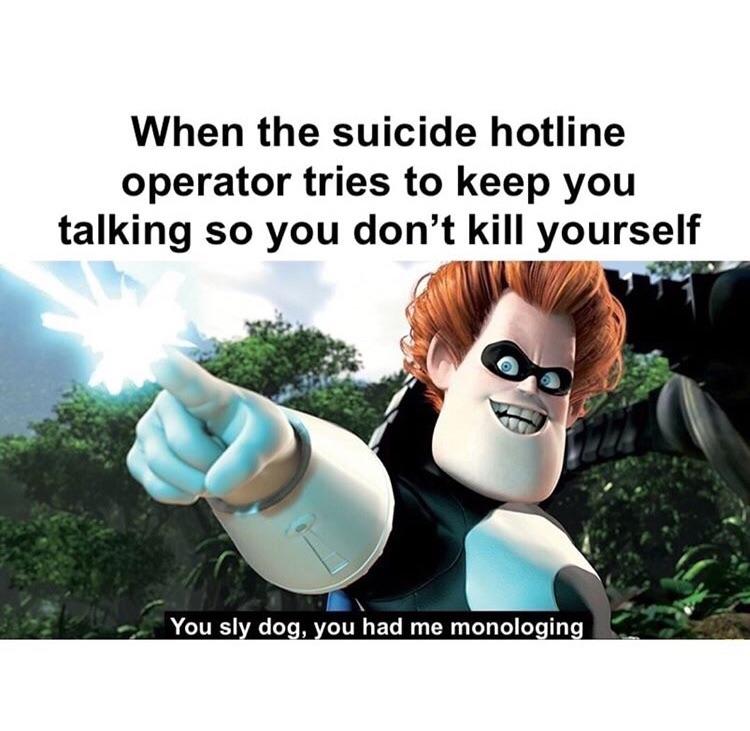 When the suicide hotline
operator tries to keep you
talking so you don’t kill yourself
You sly dog, you had me monologing